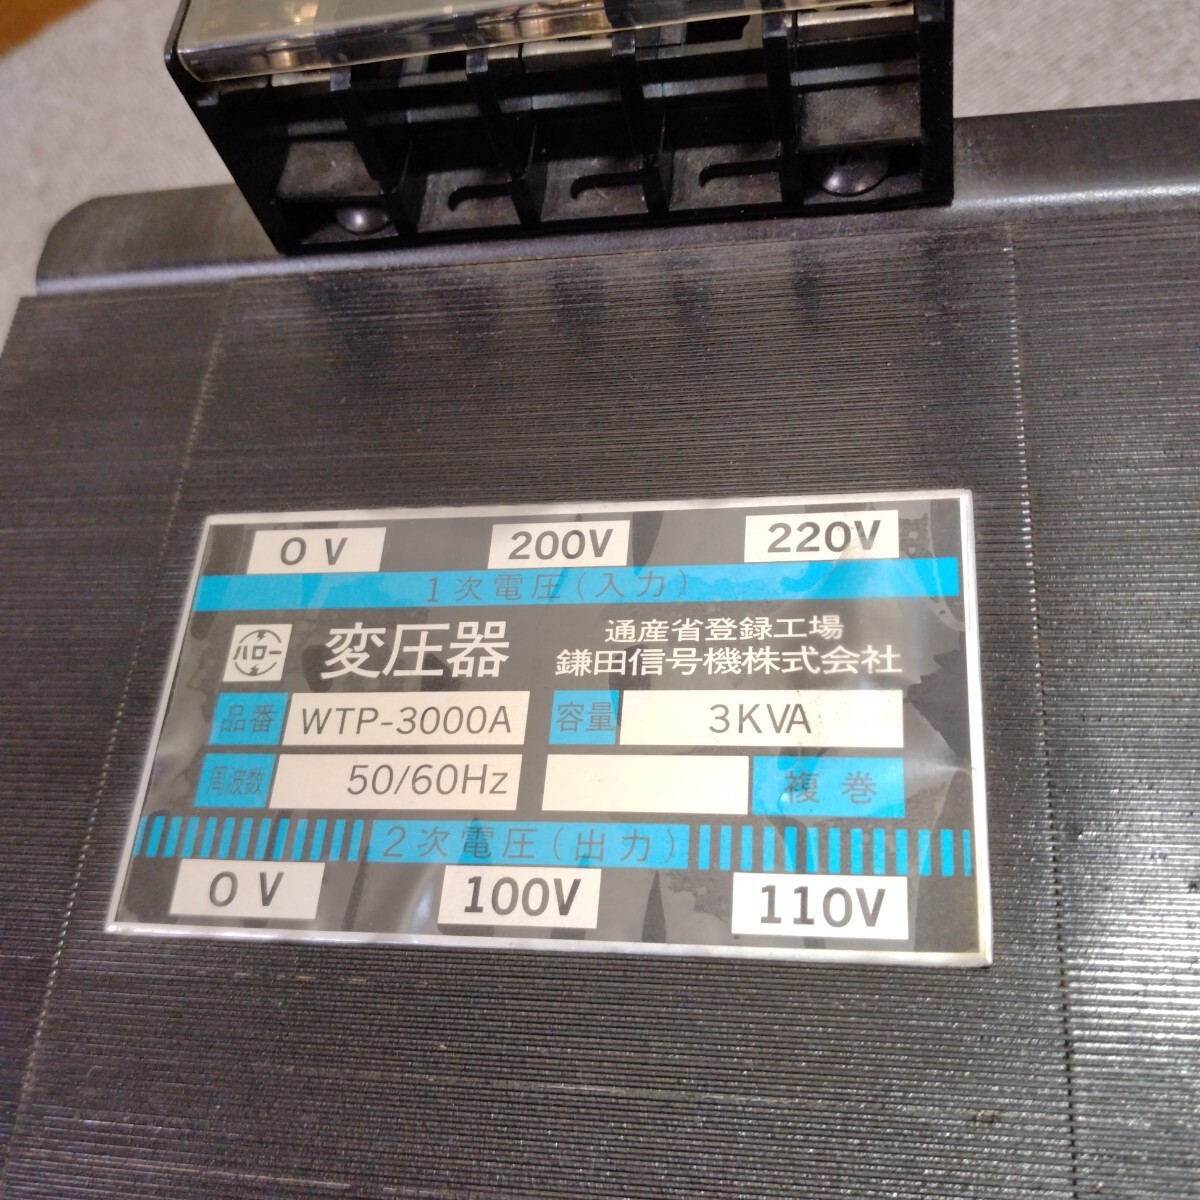 0V 200V 220V
1次電圧(入力)
ハロー 変圧器 通産省登録工場
鎌田信号機株式会社
品番 WTP-3000A 容量 3KVA
周波数 50/60Hz 複巻
2次電圧(出力)
0V 100V 110V